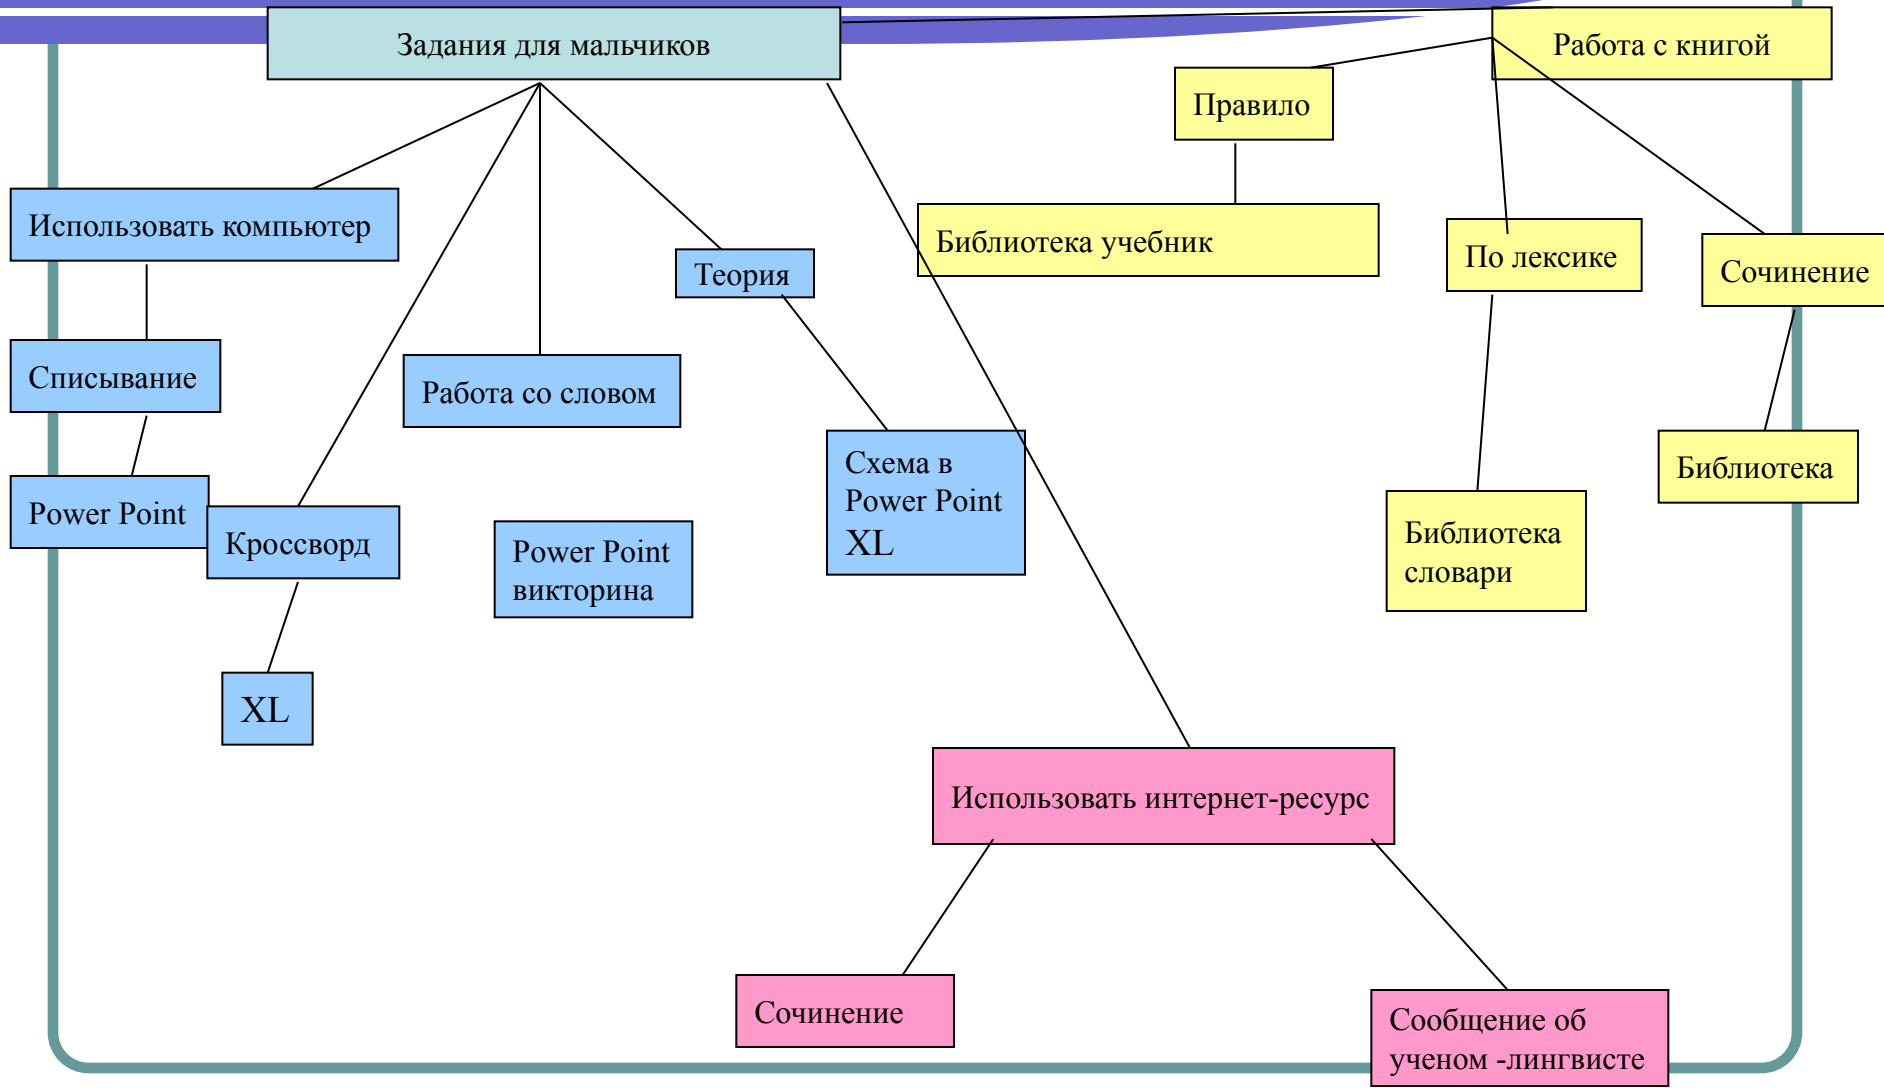 Задания для мальчиков
Работа с книгой
Правило
Использовать компьютер
Библиотека учебник
По лексике
Сочинение
Теория
Списывание
Работа со словом
Схема в
Power Point
XL
Библиотека
Power Point
Кроссворд
Power Point
викторина
Библиотека
словари
XL
Использовать интернет-ресурс
Сочинение
Сообщение об
ученом -лингвисте